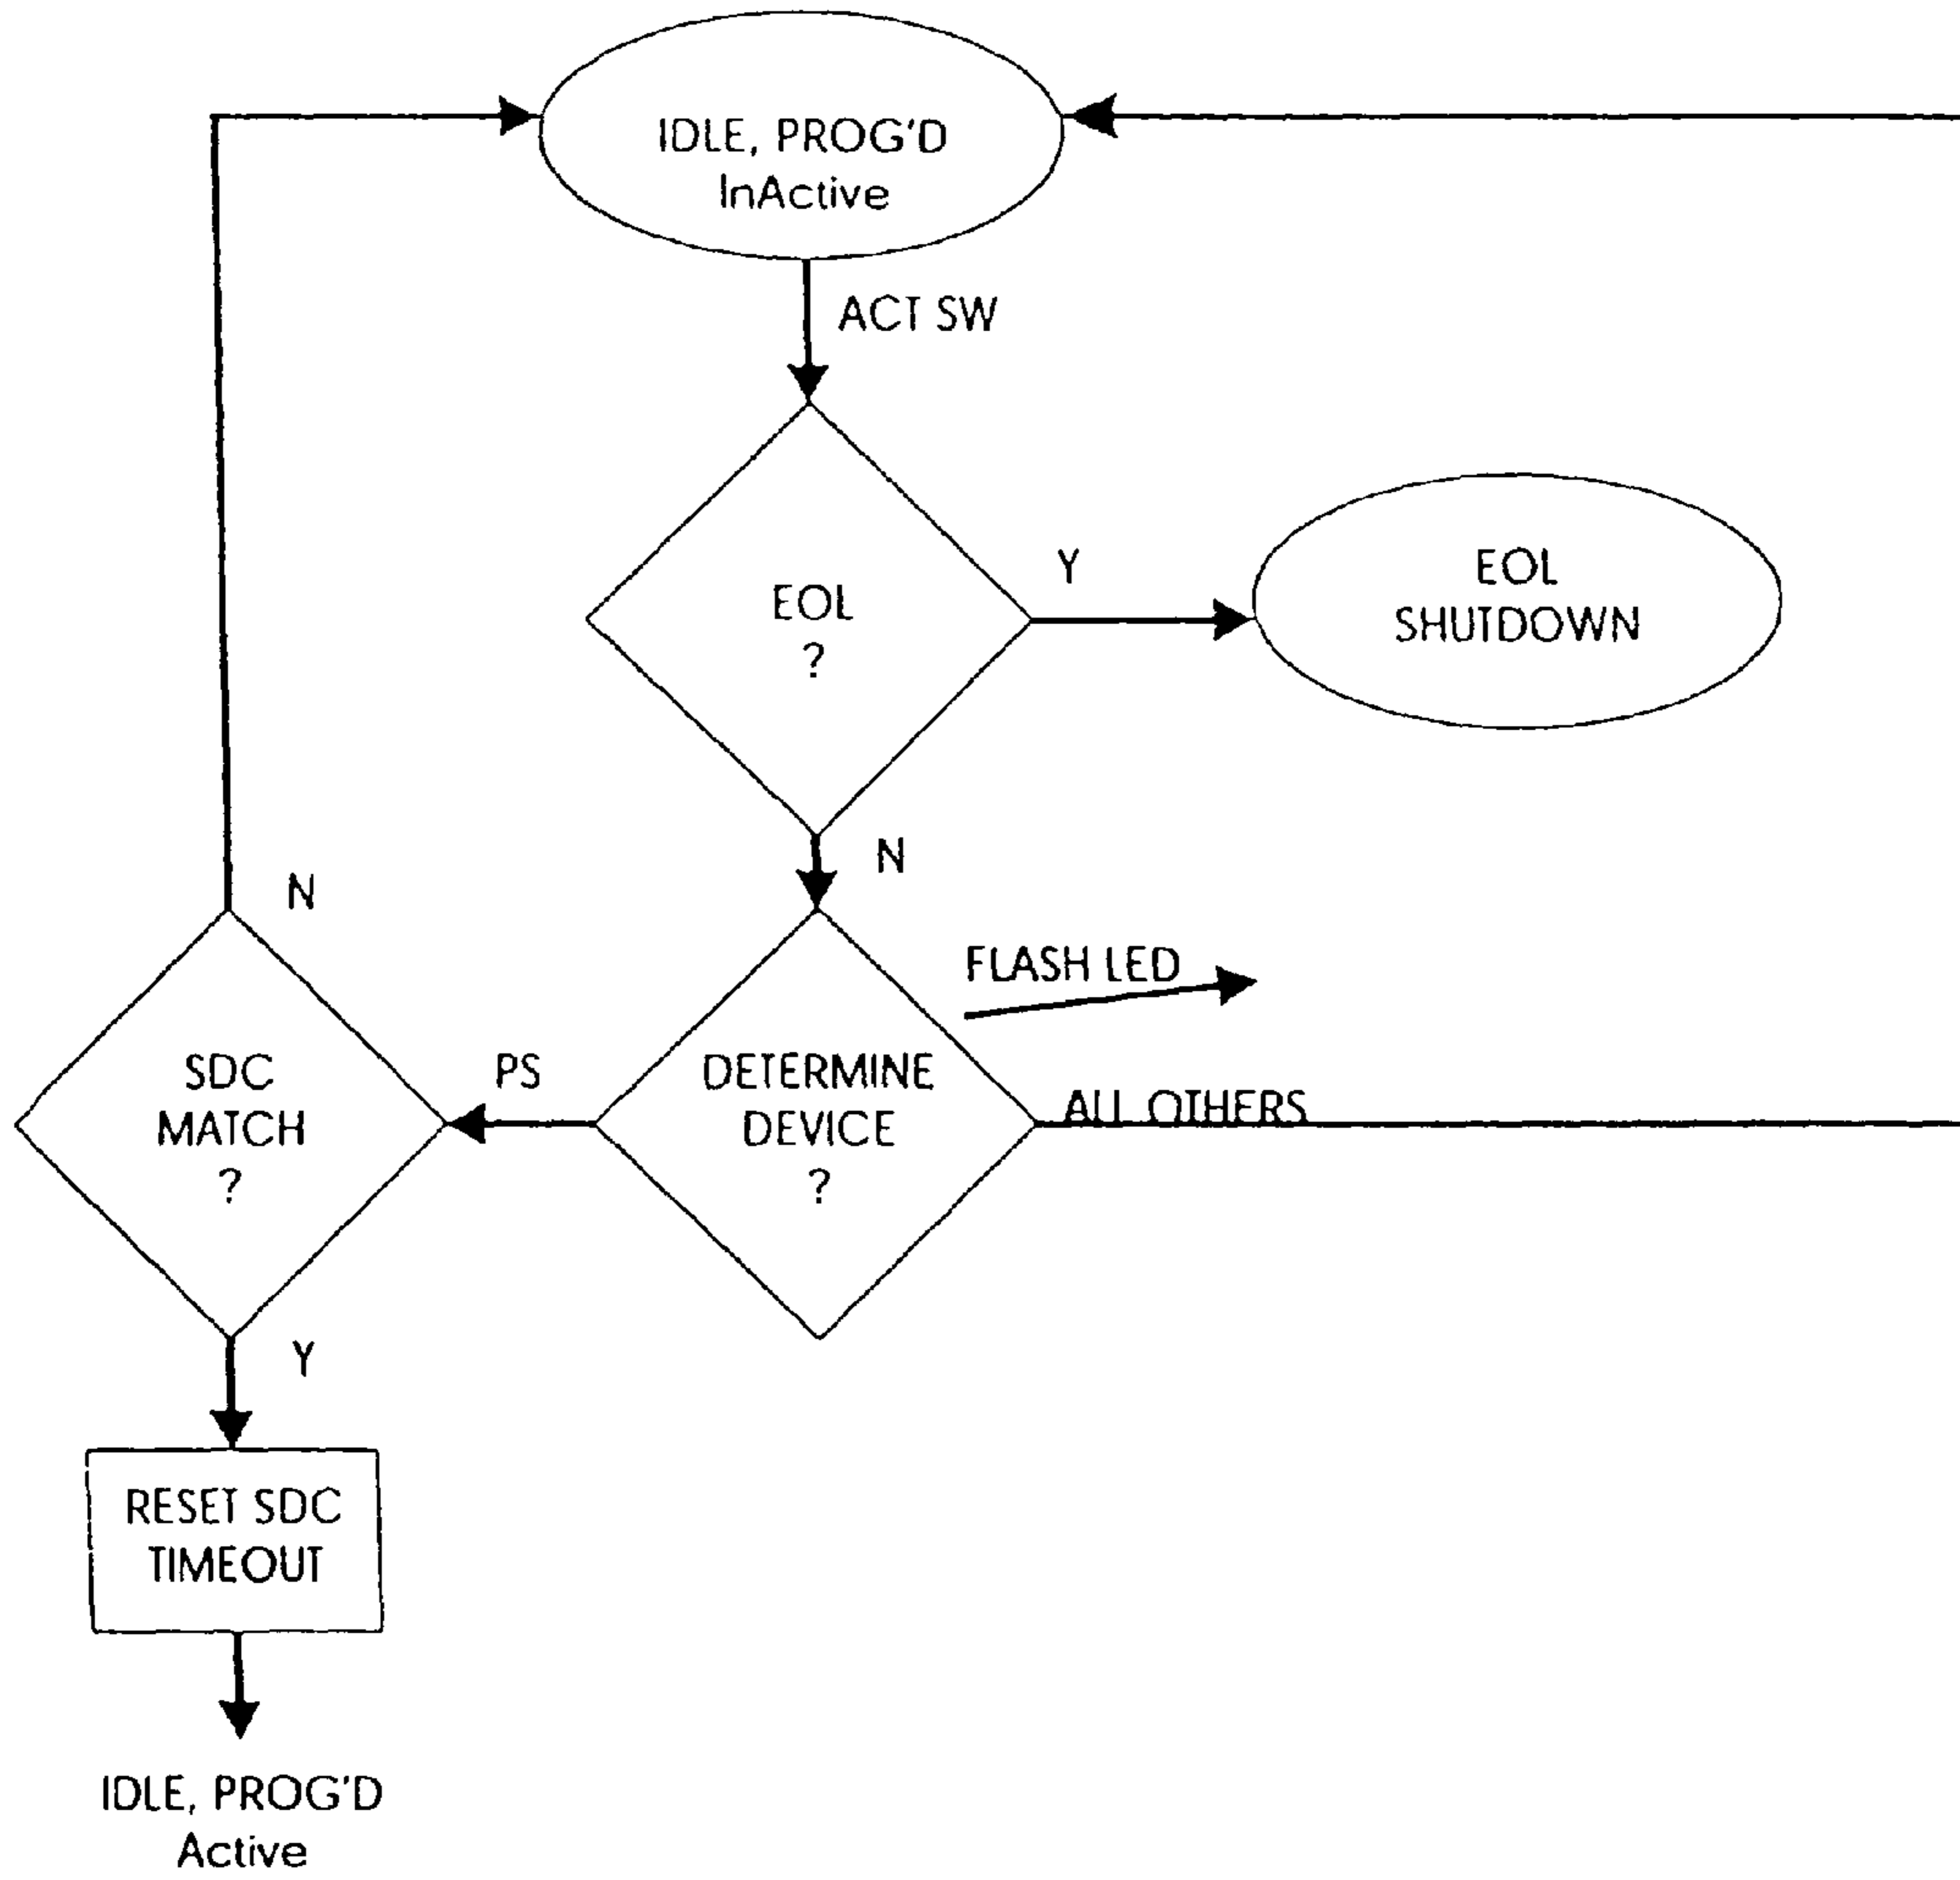 IDLE, PROG'D
InActive
ACT SW
EOL
?
Y
EOL
SHUTDOWN
N
N
FLASH LED
SDC
MATCH
?
PS
DETERMINE
DEVICE
?
ALL OTHERS
Y
RESET SDC
TIMEOUT
IDLE, PROG'D
Active